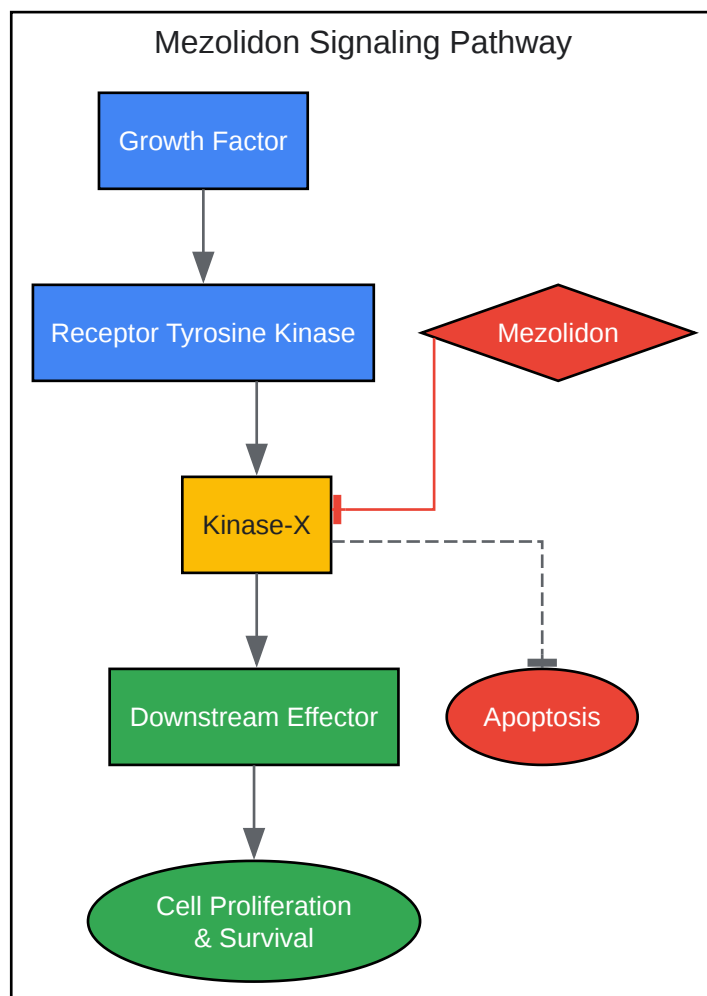 Mezolidon Signaling Pathway
Growth Factor
Receptor Tyrosine Kinase
Mezolidon
Kinase-X
Downstream Effector
Apoptosis
Cell Proliferation
& Survival